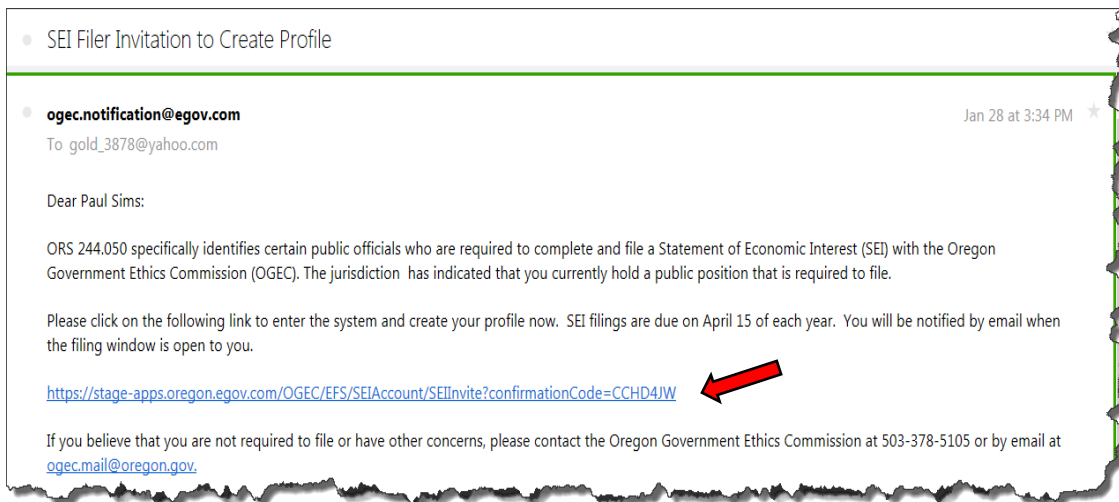 SEI Filer Invitation to Create Profile
ogec.notification@egov.com
Jan 28 at 3:34 PM
To gold_3878@yahoo.com
Dear Paul Sims:
ORS 244.050 specifically identifies certain public officials who are required to complete and file a Statement of Economic Interest (SEI) with the Oregon
Government Ethics Commission (OGEC). The jurisdiction has indicated that you currently hold a public position that is required to file.
Please click on the following link to enter the system and create your profile now. SEI filings are due on April 15 of each year. You will be notified by email when
the filing window is open to you.
https://stage-apps.oregon.egov.com/OGEC/EFS/SEIAccount/SEIInvite?confirmationCode=CCHD4JW
If you believe that you are not required to file or have other concerns, please contact the Oregon Government Ethics Commission at 503-378-5105 or by email at
ogec.mail@oregon.gov.